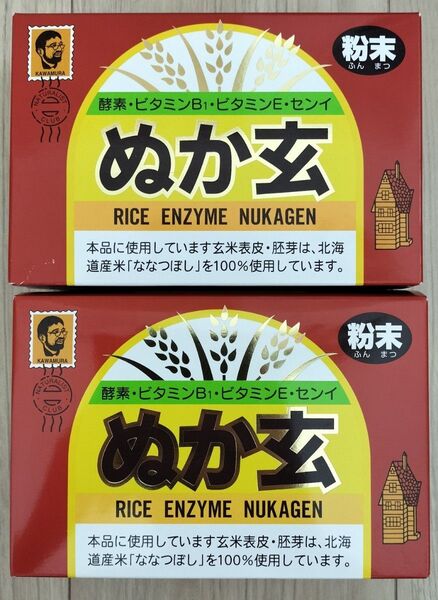 KAWAMURA
NATURALIST
CLUB
粉末
ふん まつ
酵素・ビタミンB1・ビタミンE・センイ
ぬか玄
RICE ENZYME NUKAGEN
本品に使用しています玄米表皮・胚芽は、北海
道産米「ななつぼし」を100%使用しています。
KAWAMURA
NATURALIST
CLUB
粉末
ふん まつ
酵素・ビタミンB1・ビタミンE・センイ
ぬか玄
RICE ENZYME NUKAGEN
本品に使用しています玄米表皮・胚芽は、北海
道産米「ななつぼし」を100%使用しています。